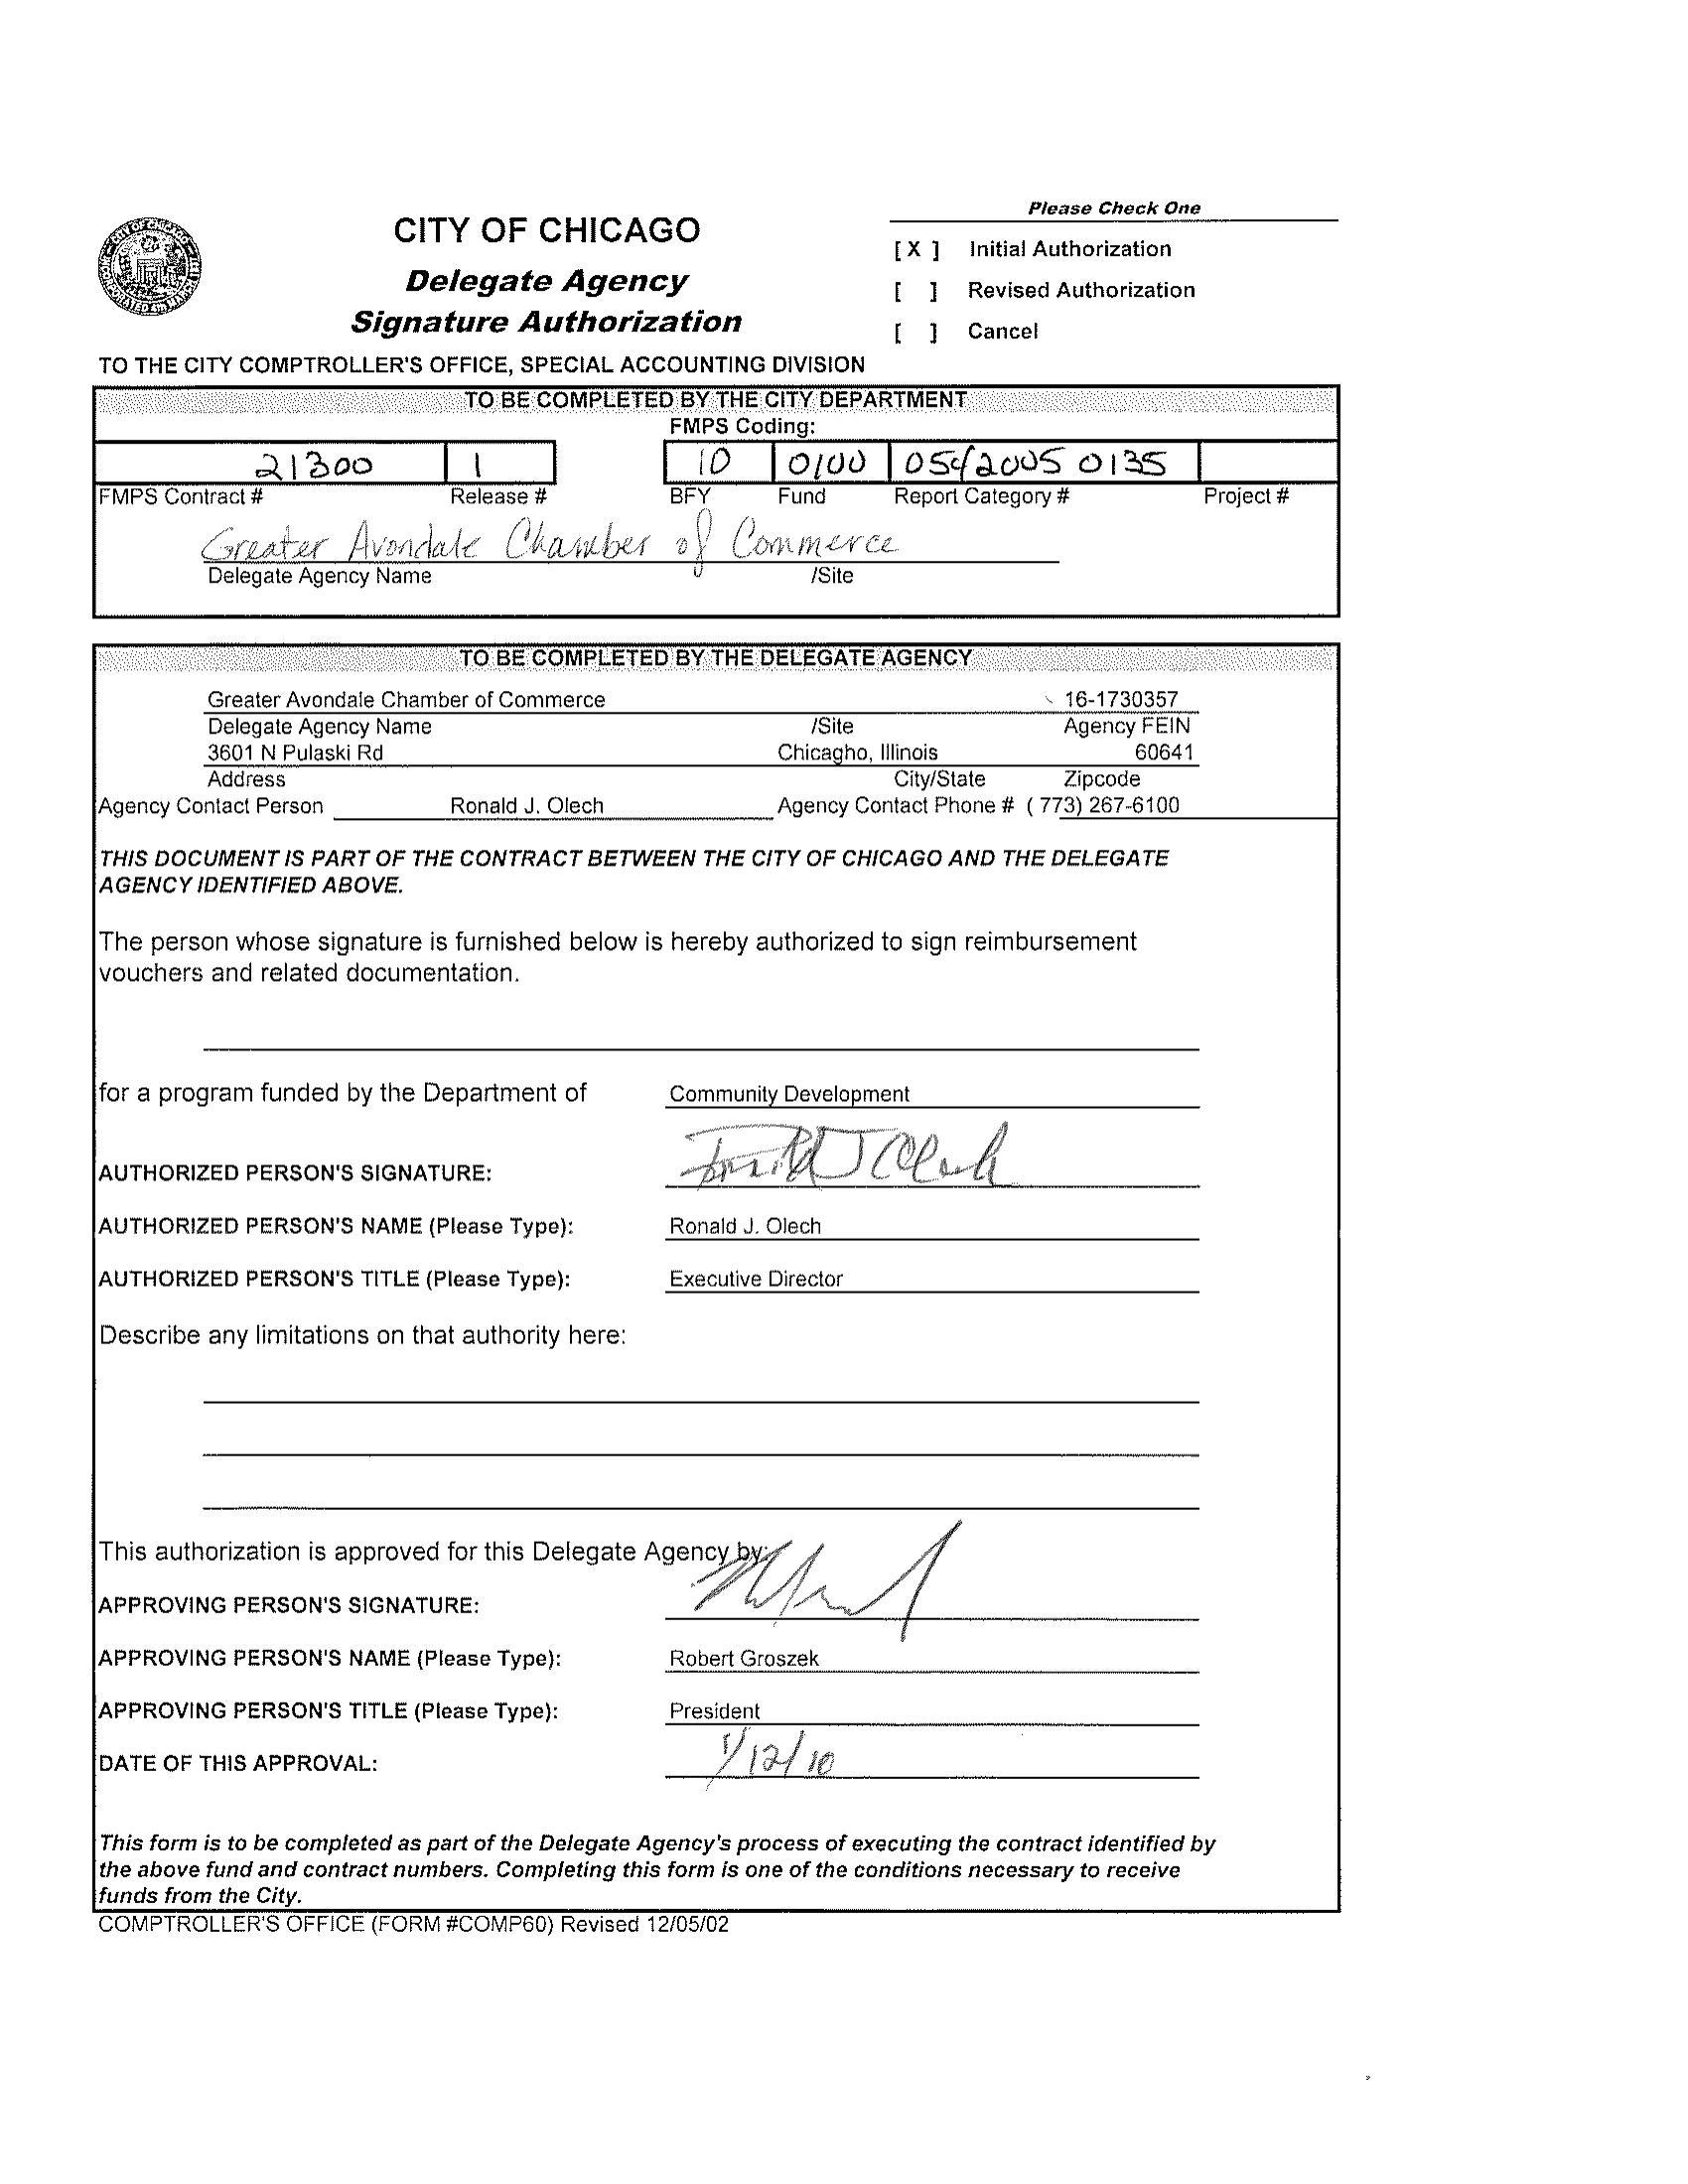 Please Check One
CITY OF CHICAGO
Delegate Agency
Signature Authorization
[ X ] Initial Authorization
[ ] Revised Authorization
[ ] Cancel
TO THE CITY COMPTROLLER'S OFFICE, SPECIAL ACCOUNTING DIVISION
TO BE COMPLETED BY THE CITY DEPARTMENT
FMPS Coding:
21300 1 10 0100 054 2005 0135
FMPS Contract # Release # BFY Fund Report Category # Project #
Greater Avondale Chamber of Commerce
Delegate Agency Name /Site
TO BE COMPLETED BY THE DELEGATE AGENCY
Greater Avondale Chamber of Commerce 16-1730357
Delegate Agency Name /Site Agency FEIN
3601 N Pulaski Rd Chicagho, Illinois 60641
Address City/State Zipcode
Agency Contact Person Ronald J. Olech Agency Contact Phone # ( 773) 267-6100
THIS DOCUMENT IS PART OF THE CONTRACT BETWEEN THE CITY OF CHICAGO AND THE DELEGATE
AGENCY IDENTIFIED ABOVE.
The person whose signature is furnished below is hereby authorized to sign reimbursement
vouchers and related documentation.
for a program funded by the Department of Community Development
AUTHORIZED PERSON'S SIGNATURE:
AUTHORIZED PERSON'S NAME (Please Type): Ronald J. Olech
AUTHORIZED PERSON'S TITLE (Please Type): Executive Director
Describe any limitations on that authority here:
This authorization is approved for this Delegate Agency by:
APPROVING PERSON'S SIGNATURE:
APPROVING PERSON'S NAME (Please Type): Robert Groszek
APPROVING PERSON'S TITLE (Please Type): President
DATE OF THIS APPROVAL: 1/12/10
This form is to be completed as part of the Delegate Agency's process of executing the contract identified by
the above fund and contract numbers. Completing this form is one of the conditions necessary to receive
funds from the City.
COMPTROLLER'S OFFICE (FORM #COMP60) Revised 12/05/02